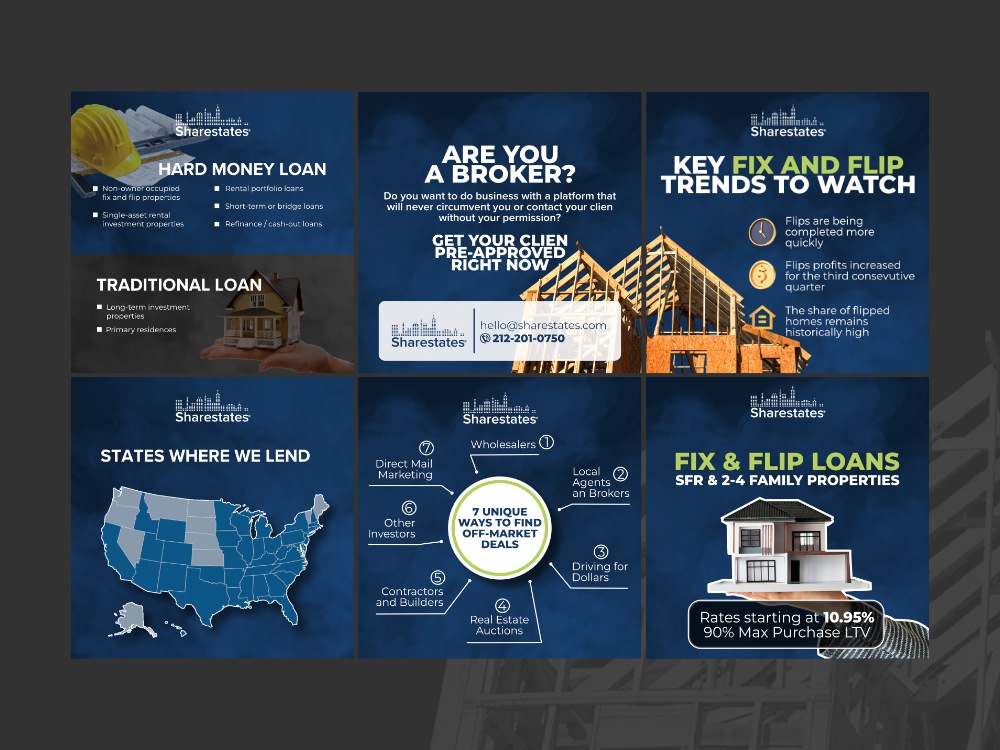 Sharestates
HARD MONEY LOAN
Non-owner occupied
fix and flip properties
Single-asset rental
investment properties
Rental portfolio loans
Short-term or bridge loans
Refinance / cash-out loans
TRADITIONAL LOAN
Long-term investment
properties
Primary residences
ARE YOU
A BROKER?
Do you want to do business with a platform that
will never circumvent you or contact your clien
without your permission?
GET YOUR CLIEN
PRE-APPROVED
RIGHT NOW
Sharestates
hello@sharestates.com
212-201-0750
Sharestates
KEY FIX AND FLIP
TRENDS TO WATCH
Flips are being
completed more
quickly
Flips profits increased
for the third consevutive
quarter
The share of flipped
homes remains
historically high
Sharestates
STATES WHERE WE LEND
Sharestates
7 UNIQUE
WAYS TO FIND
OFF-MARKET
DEALS
Wholesalers 1
2
Local
Agents
an Brokers
3
Driving for
Dollars
4
Real Estate
Auctions
5
Contractors
and Builders
6
Other
Investors
7
Direct Mail
Marketing
Sharestates
FIX & FLIP LOANS
SFR & 2-4 FAMILY PROPERTIES
Rates starting at 10.95%
90% Max Purchase LTV